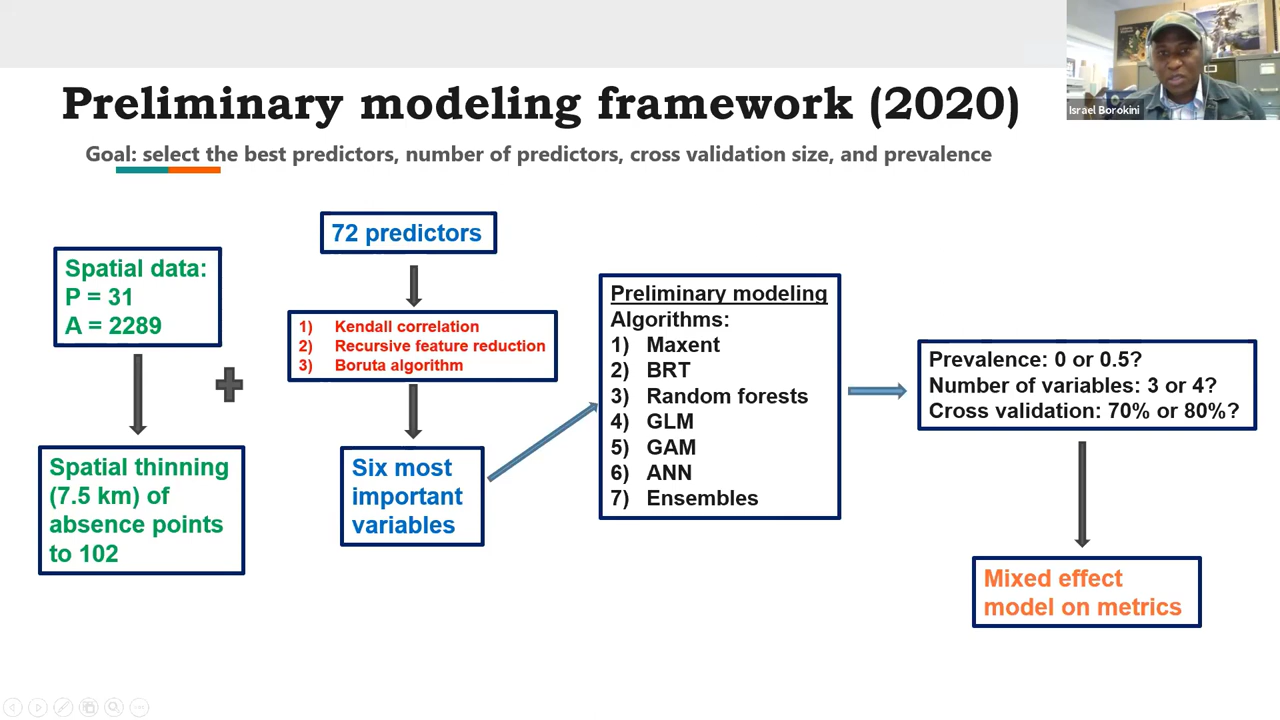 Preliminary modeling framework (2020)
Israel Borokini
Goal: select the best predictors, number of predictors, cross validation size, and prevalence
Spatial data:
P = 31
A = 2289
Spatial thinning
(7.5 km) of
absence points
to 102
72 predictors
1) Kendall correlation
2) Recursive feature reduction
3) Boruta algorithm
Six most
important
variables
Preliminary modeling
Algorithms:
1) Maxent
2) BRT
3) Random forests
4) GLM
5) GAM
6) ANN
7) Ensembles
Prevalence: 0 or 0.5?
Number of variables: 3 or 4?
Cross validation: 70% or 80%?
Mixed effect
model on metrics